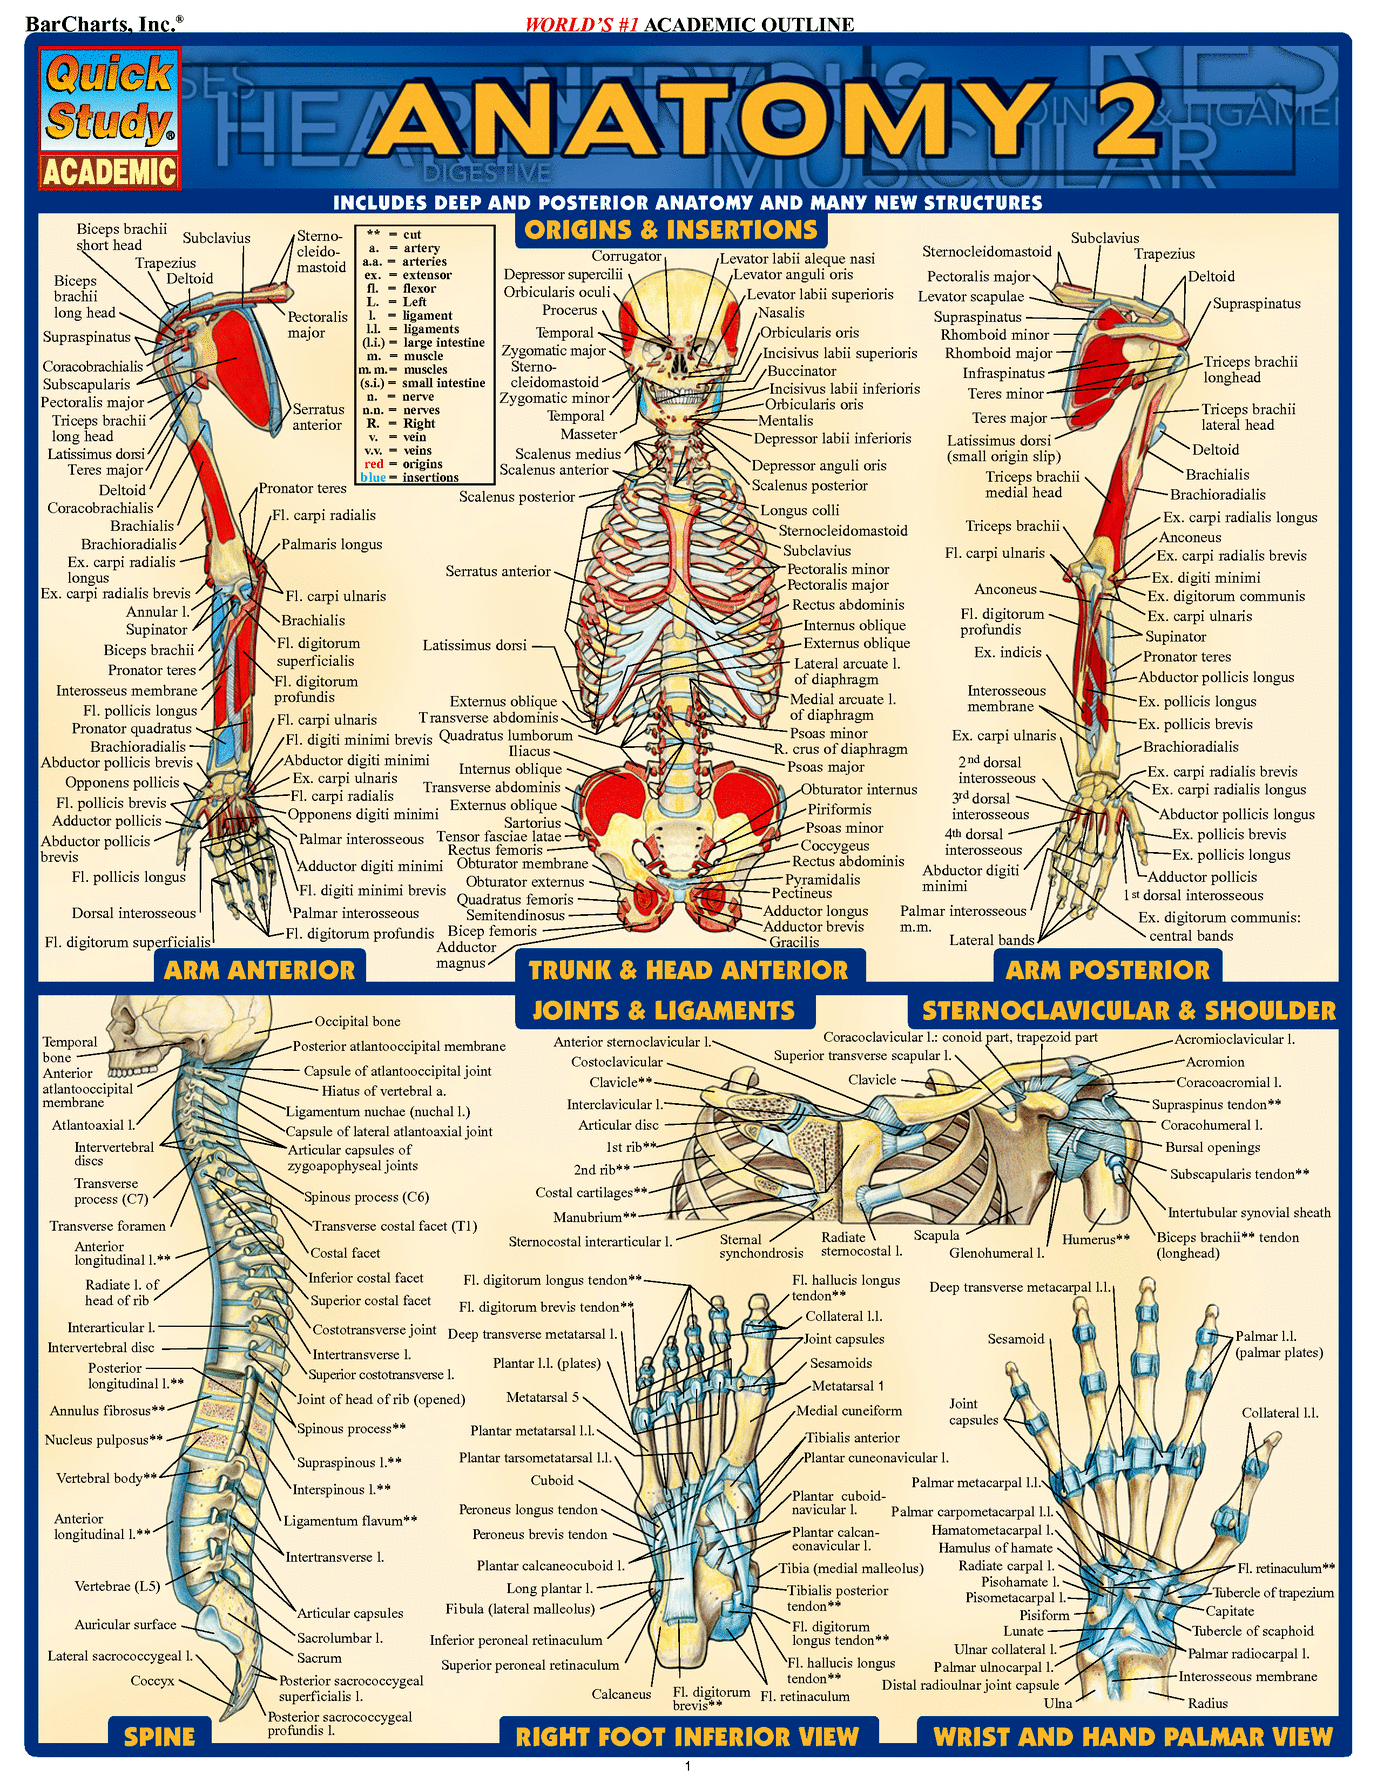 BarCharts, Inc.®
WORLD'S #1 ACADEMIC OUTLINE
Quick
Study®
ACADEMIC
ANATOMY 2
INCLUDES DEEP AND POSTERIOR ANATOMY AND MANY NEW STRUCTURES
ORIGINS & INSERTIONS
Biceps brachii
short head
Subclavius
Sterno-
cleido-
mastoid
Trapezius
Deltoid
Biceps
brachii
long head
Pectoralis
major
Supraspinatus
Coracobrachialis
Subscapularis
Pectoralis major
Triceps brachii
long head
Serratus
anterior
Latissimus dorsi
Teres major
Deltoid
Coracobrachialis
Brachialis
Brachioradialis
Ex. carpi radialis
longus
Ex. carpi radialis brevis
Annular l.
Supinator
Biceps brachii
Pronator teres
Interosseus membrane
Fl. pollicis longus
Pronator quadratus
Brachioradialis
Abductor pollicis brevis
Opponens pollicis
Fl. pollicis brevis
Adductor pollicis
Abductor pollicis
brevis
Fl. pollicis longus
Dorsal interosseous
Fl. digitorum superficialis
Pronator teres
Fl. carpi radialis
Palmaris longus
Fl. carpi ulnaris
Brachialis
Fl. digitorum
superficialis
Fl. digitorum
profundis
Fl. carpi ulnaris
Fl. digiti minimi brevis
Abductor digiti minimi
Ex. carpi ulnaris
Fl. carpi radialis
Opponens digiti minimi
Palmar interosseous
Adductor digiti minimi
Fl. digiti minimi brevis
Palmar interosseous
Fl. digitorum profundis
** = cut
a. = artery
a.a. = arteries
ex. = extensor
fl. = flexor
L. = Left
l. = ligament
l.l. = ligaments
(l.i.) = large intestine
m. = muscle
m.m. = muscles
(s.i.) = small intestine
n. = nerve
n.n. = nerves
R. = Right
v. = vein
v.v. = veins
red = origins
blue = insertions
ARM ANTERIOR
Corrugator
Depressor supercilii
Orbicularis oculi
Procerus
Temporal
Zygomatic major
Sterno-
cleidomastoid
Zygomatic minor
Temporal
Masseter
Scalenus medius
Scalenus anterior
Scalenus posterior
Serratus anterior
Latissimus dorsi
Externus oblique
Transverse abdominis
Quadratus lumborum
Iliacus
Internus oblique
Transverse abdominis
Externus oblique
Sartorius
Tensor fasciae latae
Rectus femoris
Obturator membrane
Obturator externus
Quadratus femoris
Semitendinosus
Bicep femoris
Adductor
magnus
Levator labii aleque nasi
Levator anguli oris
Levator labii superioris
Nasalis
Orbicularis oris
Incisivus labii superioris
Buccinator
Incisivus labii inferioris
Orbicularis oris
Mentalis
Depressor labii inferioris
Depressor anguli oris
Scalenus posterior
Longus colli
Sternocleidomastoid
Subclavius
Pectoralis minor
Pectoralis major
Rectus abdominis
Internus oblique
Externus oblique
Lateral arcuate l.
of diaphragm
Medial arcuate l.
of diaphragm
Psoas minor
R. crus of diaphragm
Psoas major
Obturator internus
Piriformis
Psoas minor
Coccygeus
Rectus abdominis
Pyramidalis
Pectineus
Adductor longus
Adductor brevis
Gracilis
TRUNK & HEAD ANTERIOR
Subclavius
Sternocleidomastoid
Trapezius
Pectoralis major
Deltoid
Levator scapulae
Supraspinatus
Supraspinatus
Rhomboid minor
Rhomboid major
Infraspinatus
Teres minor
Teres major
Latissimus dorsi
(small origin slip)
Triceps brachii
medial head
Triceps brachii
Fl. carpi ulnaris
Anconeus
Fl. digitorum
profundis
Ex. indicis
Interosseous
membrane
Ex. carpi ulnaris
2nd dorsal
interosseous
3rd dorsal
interosseous
4th dorsal
interosseous
Abductor digiti
minimi
Palmar interosseous
m.m.
Lateral bands
Triceps brachii
longhead
Triceps brachii
lateral head
Deltoid
Brachialis
Brachioradialis
Ex. carpi radialis longus
Anconeus
Ex. carpi radialis brevis
Ex. digiti minimi
Ex. digitorum communis
Ex. carpi ulnaris
Supinator
Pronator teres
Abductor pollicis longus
Ex. pollicis longus
Ex. pollicis brevis
Brachioradialis
Ex. carpi radialis brevis
Ex. carpi radialis longus
Abductor pollicis longus
Ex. pollicis brevis
Ex. pollicis longus
Adductor pollicis
1st dorsal interosseous
Ex. digitorum communis:
central bands
ARM POSTERIOR
JOINTS & LIGAMENTS
STERNOCLAVICULAR & SHOULDER
Temporal
bone
Anterior
atlantooccipital
membrane
Atlantoaxial l.
Intervertebral
discs
Transverse
process (C7)
Transverse foramen
Anterior
longitudinal l.**
Radiate l. of
head of rib
Interarticular l.
Intervertebral disc
Posterior
longitudinal l.**
Annulus fibrosus**
Nucleus pulposus**
Vertebral body**
Anterior
longitudinal l.**
Vertebrae (L5)
Auricular surface
Lateral sacrococcygeal l.
Coccyx
Occipital bone
Posterior atlantooccipital membrane
Capsule of atlantooccipital joint
Hiatus of vertebral a.
Ligamentum nuchae (nuchal l.)
Capsule of lateral atlantoaxial joint
Articular capsules of
zygoapophyseal joints
Spinous process (C6)
Transverse costal facet (T1)
Costal facet
Inferior costal facet
Superior costal facet
Costotransverse joint
Intertransverse l.
Superior costotransverse l.
Joint of head of rib (opened)
Spinous process**
Supraspinous l.**
Interspinous l.**
Ligamentum flavum**
Intertransverse l.
Articular capsules
Sacrolumbar l.
Sacrum
Posterior sacrococcygeal
superficialis l.
Posterior sacrococcygeal
profundis l.
SPINE
Anterior sternoclavicular l.
Costoclavicular
Clavicle**
Interclavicular l.
Articular disc
1st rib**
2nd rib**
Costal cartilages**
Manubrium**
Sternocostal interarticular l.
Sternal
synchondrosis
Radiate
sternocostal l.
Scapula
Glenohumeral l.
Humerus**
Coracoclavicular l.: conoid part, trapezoid part
Superior transverse scapular l.
Clavicle
Acromioclavicular l.
Acromion
Coracoacromial l.
Supraspinus tendon**
Coracohumeral l.
Bursal openings
Subscapularis tendon**
Intertubular synovial sheath
Biceps brachii** tendon
(longhead)
Fl. digitorum longus tendon**
Fl. digitorum brevis tendon**
Deep transverse metatarsal l.
Plantar l.l. (plates)
Metatarsal 5
Plantar metatarsal l.l.
Plantar tarsometatarsal l.l.
Cuboid
Peroneus longus tendon
Peroneus brevis tendon
Plantar calcaneocuboid l.
Long plantar l.
Fibula (lateral malleolus)
Inferior peroneal retinaculum
Superior peroneal retinaculum
Calcaneus
Fl. digitorum
brevis**
Fl. retinaculum
Fl. hallucis longus
tendon**
Collateral l.l.
Joint capsules
Sesamoids
Metatarsal 1
Medial cuneiform
Tibialis anterior
Plantar cuneonavicular l.
Plantar cuboid-
navicular l.
Plantar calcan-
eonavicular l.
Tibia (medial malleolus)
Tibialis posterior
tendon**
Fl. digitorum
longus tendon**
Fl. hallucis longus
tendon**
RIGHT FOOT INFERIOR VIEW
Deep transverse metacarpal l.l.
Sesamoid
Joint
capsules
Palmar metacarpal l.l.
Palmar carpometacarpal l.l.
Hamatometacarpal l.
Hamulus of hamate
Radiate carpal l.
Pisohamate l.
Pisometacarpal l.
Pisiform
Lunate
Ulnar collateral l.
Palmar ulnocarpal l.
Distal radioulnar joint capsule
Ulna
Palmar l.l.
(palmar plates)
Collateral l.l.
Fl. retinaculum**
Tubercle of trapezium
Capitate
Tubercle of scaphoid
Palmar radiocarpal l.
Interosseous membrane
Radius
WRIST AND HAND PALMAR VIEW
1